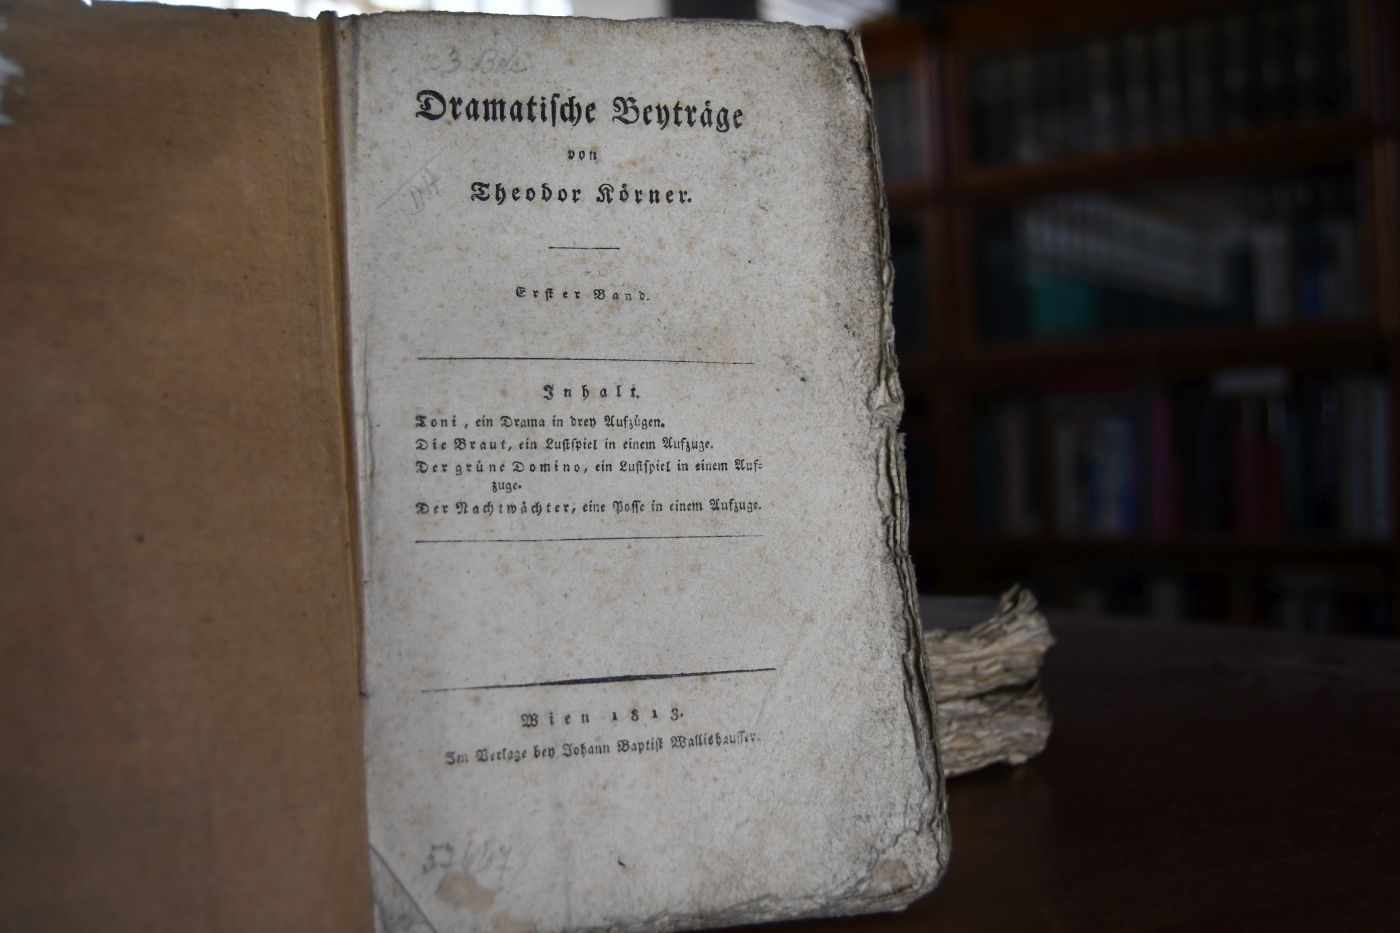 Dramatiſche Beyträge
von
Theodor Körner.
Erſter Band.
Inhalt.
Toni, ein Drama in drey Aufzügen.
Die Braut, ein Luſtſpiel in einem Aufzuge.
Der grüne Domino, ein Luſtſpiel in einem Auf⸗
zuge.
Der Nachtwächter, eine Poſſe in einem Aufzuge.
Wien 1813.
Im Verlage bey Johann Baptiſt Wallishauſſer.